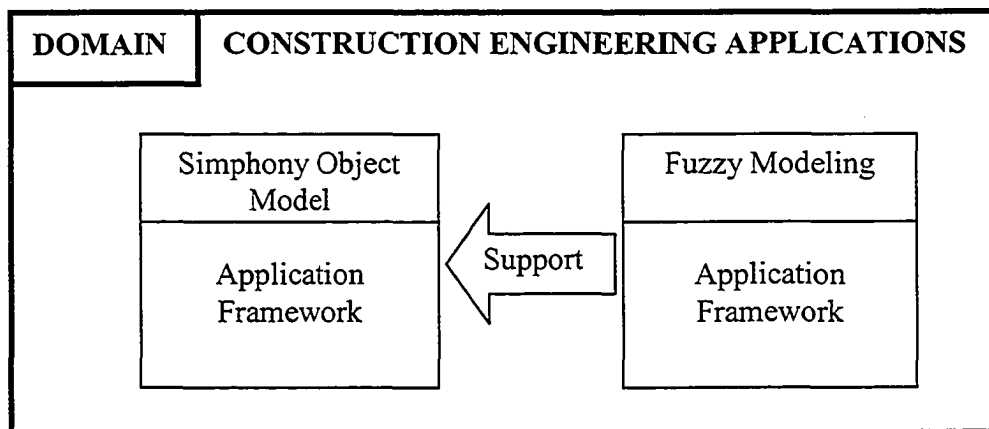 DOMAIN CONSTRUCTION ENGINEERING APPLICATIONS
Simphony Object
Model
Application
Framework
Support
Fuzzy Modeling
Application
Framework